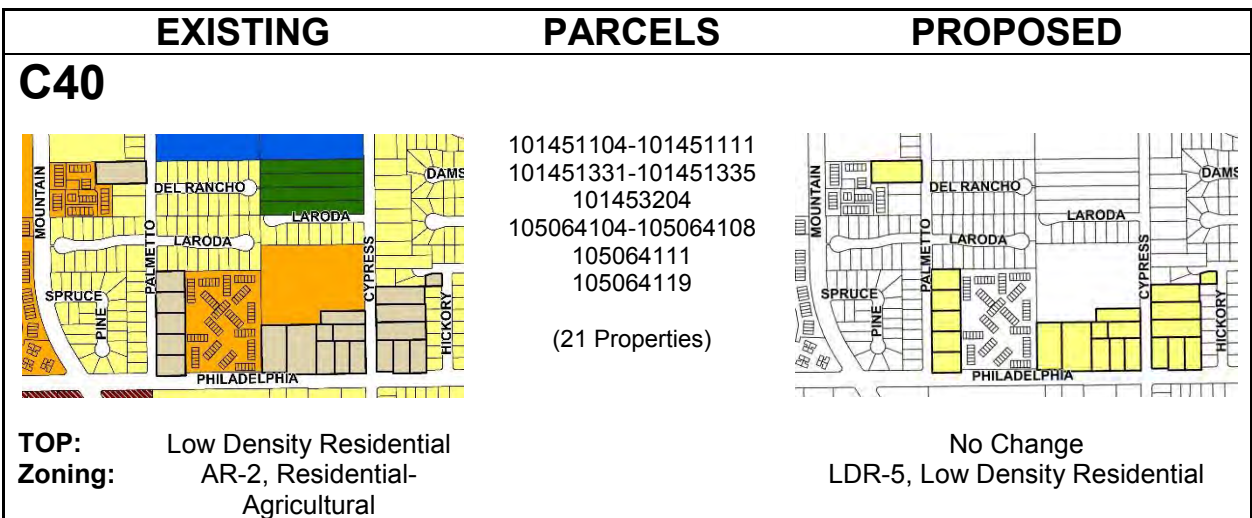 EXISTING PARCELS PROPOSED
C40
MOUNTAIN
DEL RANCHO
DAMS
LARODA
LARODA
PALMETTO
CYPRESS
SPRUCE
PINE
HICKORY
PHILADELPHIA
101451104-101451111
101451331-101451335
101453204
105064104-105064108
105064111
105064119
(21 Properties)
MOUNTAIN
DEL RANCHO
DAMS
LARODA
LARODA
PALMETTO
CYPRESS
SPRUCE
PINE
HICKORY
PHILADELPHIA
TOP: Low Density Residential
Zoning: AR-2, Residential-
Agricultural
No Change
LDR-5, Low Density Residential